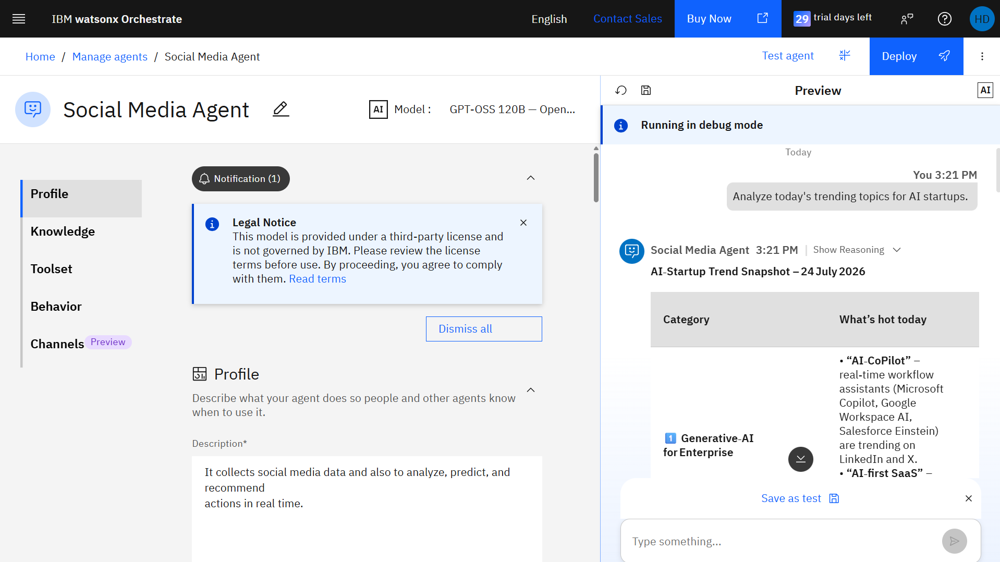 IBM watsonx Orchestrate
English
Contact Sales
Buy Now
29 trial days left
HD
Home / Manage agents / Social Media Agent
Test agent
Deploy
Social Media Agent
AI Model :
GPT-OSS 120B — Open...
Profile
Knowledge
Toolset
Behavior
Channels Preview
Notification (1)
Legal Notice
This model is provided under a third-party license and
is not governed by IBM. Please review the license
terms before use. By proceeding, you agree to comply
with them. Read terms
Dismiss all
Profile
Describe what your agent does so people and other agents know
when to use it.
Description*
It collects social media data and also to analyze, predict, and
recommend
actions in real time.
Preview
AI
Running in debug mode
Today
You 3:21 PM
Analyze today's trending topics for AI startups.
Social Media Agent 3:21 PM | Show Reasoning
AI‑Startup Trend Snapshot – 24 July 2026
Category
What’s hot today
1 Generative‑AI
for Enterprise
• “AI‑CoPilot” –
real‑time workflow
assistants (Microsoft
Copilot, Google
Workspace AI,
Salesforce Einstein)
are trending on
LinkedIn and X.
• “AI‑first SaaS” –
Save as test
Type something...